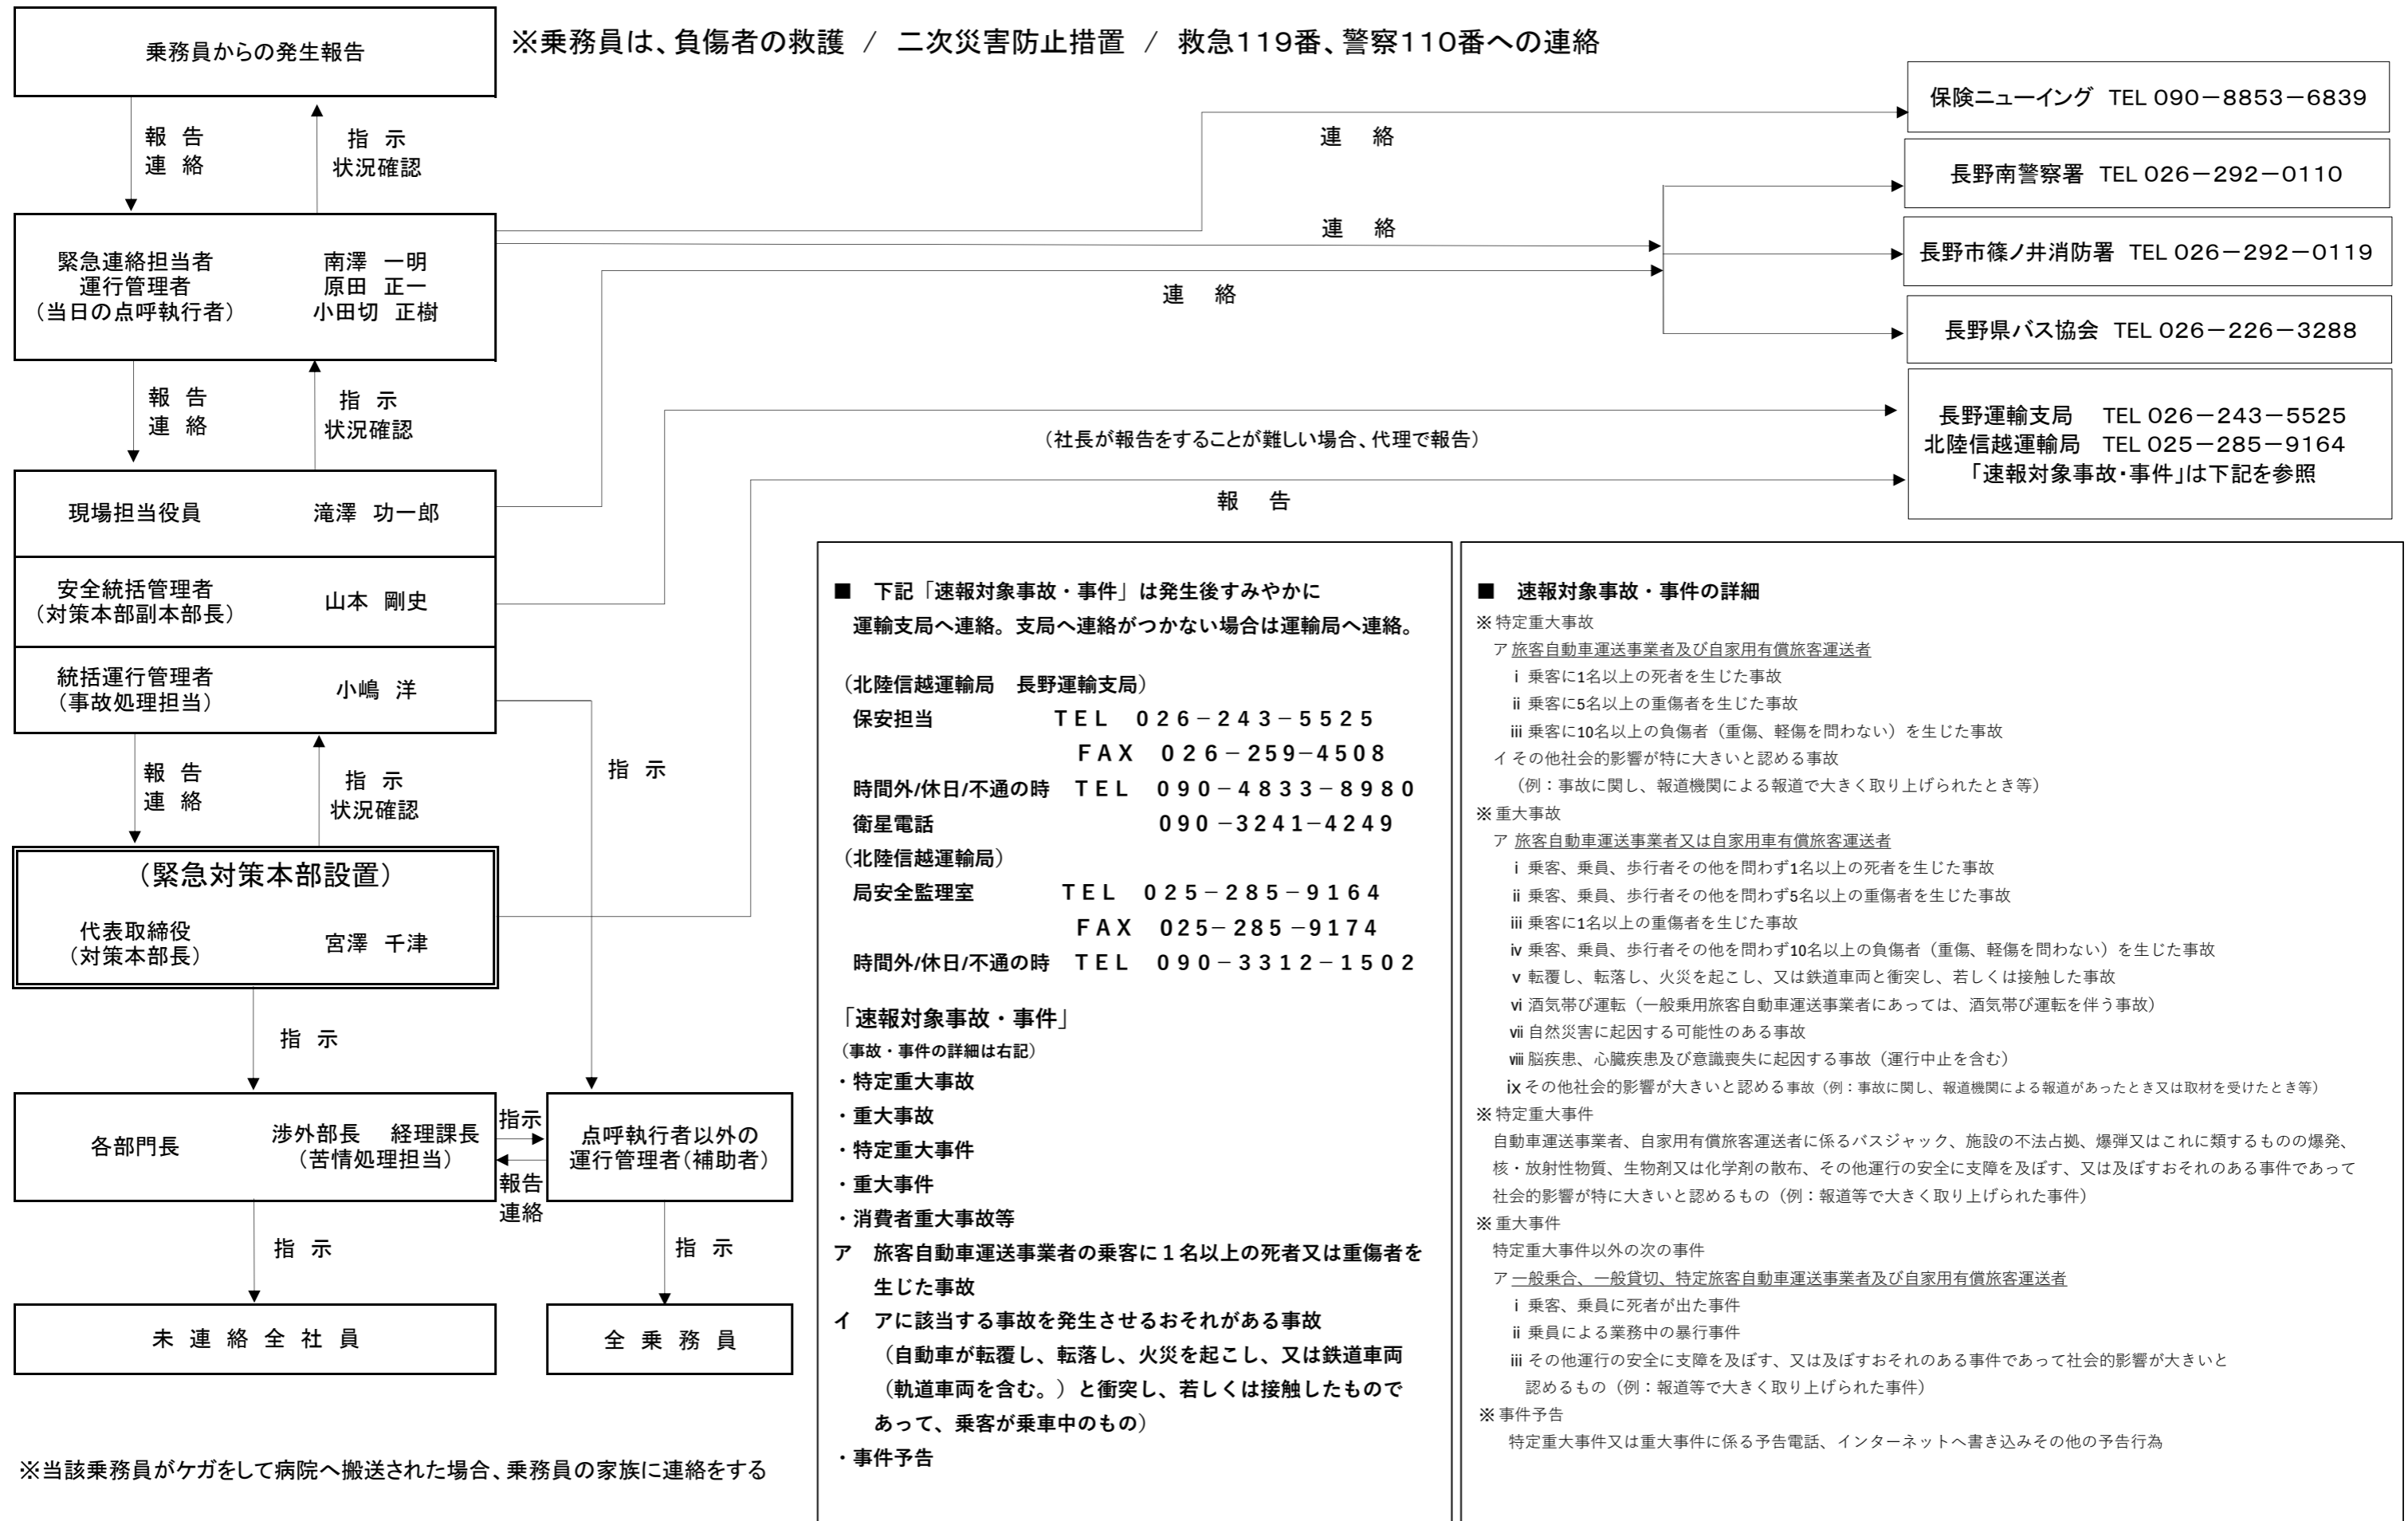 乗務員からの発生報告
※乗務員は、負傷者の救護 / 二次災害防止措置 / 救急119番、警察110番への連絡
報 告
連 絡
指 示
状況確認
緊急連絡担当者 南澤 一明
運行管理者 原田 正一
(当日の点呼執行者) 小田切 正樹
報 告
連 絡
指 示
状況確認
現場担当役員 滝澤 功一郎
安全統括管理者
(対策本部副本部長) 山本 剛史
統括運行管理者
(事故処理担当) 小嶋 洋
報 告
連 絡
指 示
状況確認
指 示
(緊急対策本部設置)
代表取締役
(対策本部長) 宮澤 千津
指 示
各部門長 渉外部長 経理課長
(苦情処理担当)
指示
報告
連絡
点呼執行者以外の
運行管理者(補助者)
指 示
指 示
未 連 絡 全 社 員
全 乗 務 員
※当該乗務員がケガをして病院へ搬送された場合、乗務員の家族に連絡をする
連 絡
連 絡
連 絡
(社長が報告をすることが難しい場合、代理で報告)
報 告
保険ニューイング TEL 090-8853-6839
長野南警察署 TEL 026-292-0110
長野市篠ノ井消防署 TEL 026-292-0119
長野県バス協会 TEL 026-226-3288
長野運輸支局 TEL 026-243-5525
北陸信越運輸局 TEL 025-285-9164
「速報対象事故・事件」は下記を参照
■ 下記「速報対象事故・事件」は発生後すみやかに
運輸支局へ連絡。支局へ連絡がつかない場合は運輸局へ連絡。
(北陸信越運輸局 長野運輸支局)
保安担当 TEL 026-243-5525
FAX 026-259-4508
時間外/休日/不通の時 TEL 090-4833-8980
衛星電話 090-3241-4249
(北陸信越運輸局)
局安全監理室 TEL 025-285-9164
FAX 025-285-9174
時間外/休日/不通の時 TEL 090-3312-1502
「速報対象事故・事件」
(事故・事件の詳細は右記)
・特定重大事故
・重大事故
・特定重大事件
・重大事件
・消費者重大事故等
ア 旅客自動車運送事業者の乗客に1名以上の死者又は重傷者を
生じた事故
イ アに該当する事故を発生させるおそれがある事故
(自動車が転覆し、転落し、火災を起こし、又は鉄道車両
(軌道車両を含む。)と衝突し、若しくは接触したもので
あって、乗客が乗車中のもの)
・事件予告
■ 速報対象事故・事件の詳細
※特定重大事故
ア 旅客自動車運送事業者及び自家用有償旅客運送者
ⅰ 乗客に1名以上の死者を生じた事故
ⅱ 乗客に5名以上の重傷者を生じた事故
ⅲ 乗客に10名以上の負傷者(重傷、軽傷を問わない)を生じた事故
イ その他社会的影響が特に大きいと認める事故
(例:事故に関し、報道機関による報道で大きく取り上げられたとき等)
※重大事故
ア 旅客自動車運送事業者又は自家用車有償旅客運送者
ⅰ 乗客、乗員、歩行者その他を問わず1名以上の死者を生じた事故
ⅱ 乗客、乗員、歩行者その他を問わず5名以上の重傷者を生じた事故
ⅲ 乗客に1名以上の重傷者を生じた事故
ⅳ 乗客、乗員、歩行者その他を問わず10名以上の負傷者(重傷、軽傷を問わない)を生じた事故
ⅴ 転覆し、転落し、火災を起こし、又は鉄道車両と衝突し、若しくは接触した事故
ⅵ 酒気帯び運転(一般乗用旅客自動車運送事業者にあっては、酒気帯び運転を伴う事故)
ⅶ 自然災害に起因する可能性のある事故
ⅷ 脳疾患、心臓疾患及び意識喪失に起因する事故(運行中止を含む)
ⅸ その他社会的影響が大きいと認める事故(例:事故に関し、報道機関による報道があったとき又は取材を受けたとき等)
※特定重大事件
自動車運送事業者、自家用有償旅客運送者に係るバスジャック、施設の不法占拠、爆弾又はこれに類するものの爆発、
核・放射性物質、生物剤又は化学剤の散布、その他運行の安全に支障を及ぼす、又は及ぼすおそれのある事件であって
社会的影響が特に大きいと認めるもの(例:報道等で大きく取り上げられた事件)
※重大事件
特定重大事件以外の次の事件
ア 一般乗合、一般貸切、特定旅客自動車運送事業者及び自家用有償旅客運送者
ⅰ 乗客、乗員に死者が出た事件
ⅱ 乗員による業務中の暴行事件
ⅲ その他運行の安全に支障を及ぼす、又は及ぼすおそれのある事件であって社会的影響が大きいと
認めるもの(例:報道等で大きく取り上げられた事件)
※事件予告
特定重大事件又は重大事件に係る予告電話、インターネットへ書き込みその他の予告行為